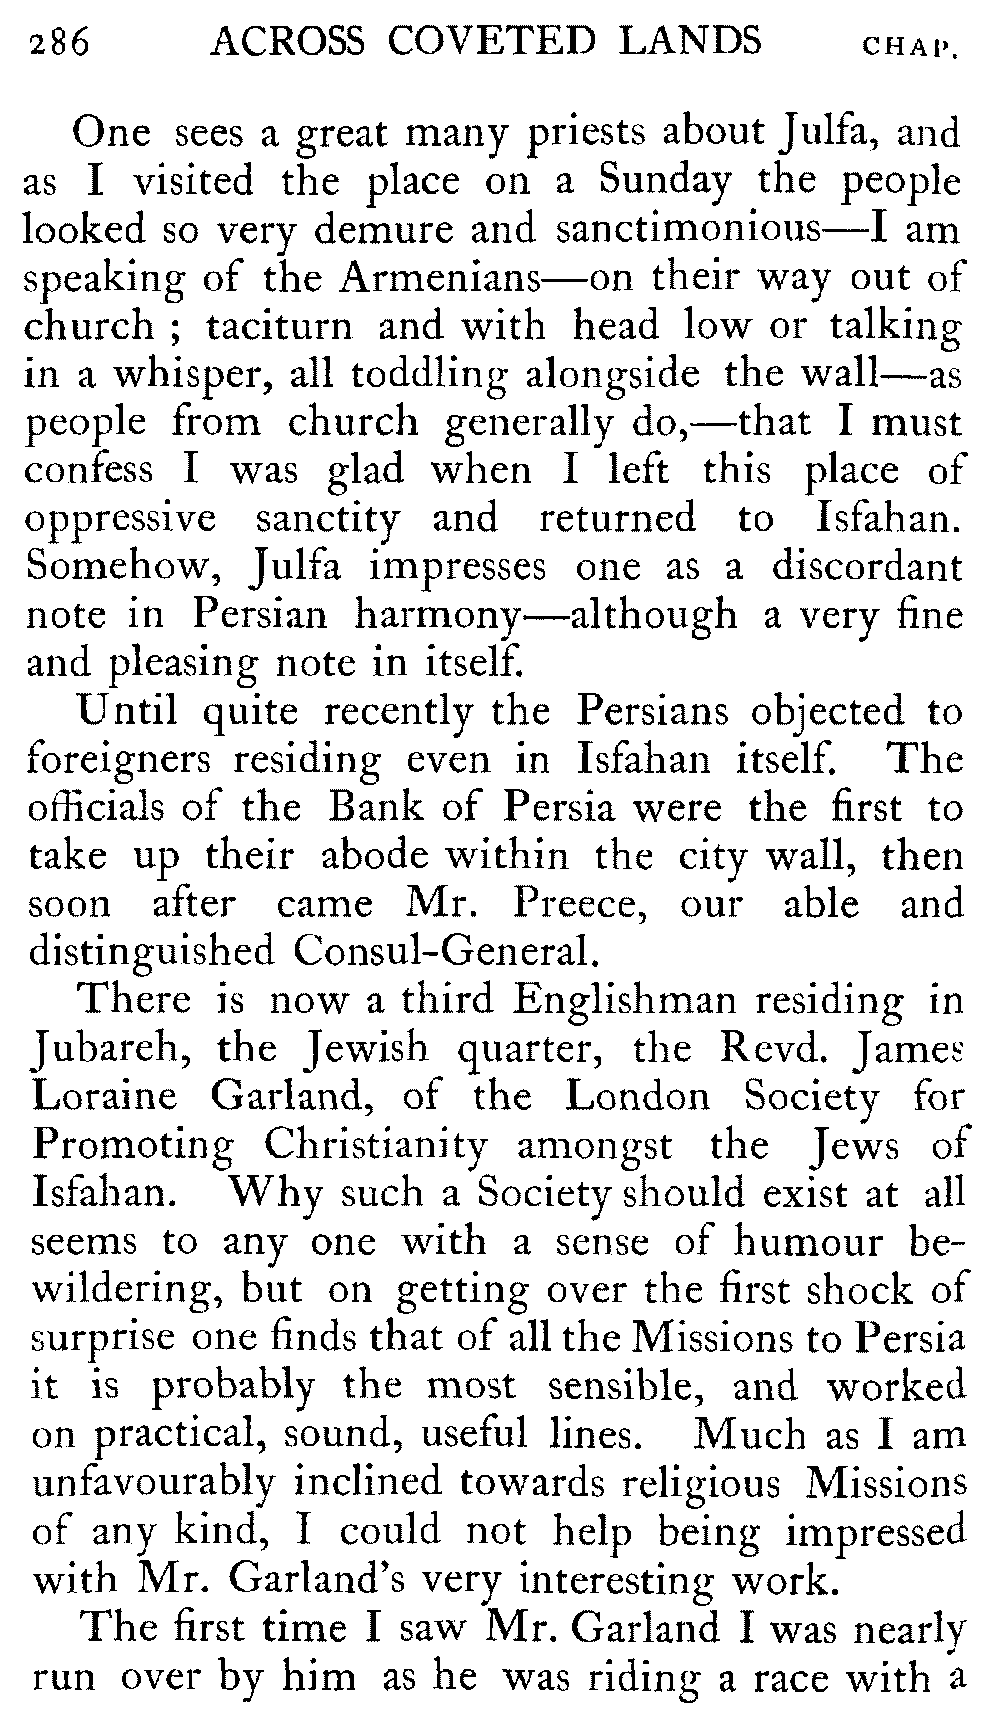 286 ACROSS COVETED LANDS CHAP.
One sees a great many priests about Julfa, and
as I visited the place on a Sunday the people
looked so very demure and sanctimonious—I am
speaking of the Armenians—on their way out of
church ; taciturn and with head low or talking
in a whisper, all toddling alongside the wall—as
people from church generally do,—that I must
confess I was glad when I left this place of
oppressive sanctity and returned to Isfahan.
Somehow, Julfa impresses one as a discordant
note in Persian harmony—although a very fine
and pleasing note in itself.
Until quite recently the Persians objected to
foreigners residing even in Isfahan itself. The
officials of the Bank of Persia were the first to
take up their abode within the city wall, then
soon after came Mr. Preece, our able and
distinguished Consul-General.
There is now a third Englishman residing in
Jubareh, the Jewish quarter, the Revd. James
Loraine Garland, of the London Society for
Promoting Christianity amongst the Jews of
Isfahan. Why such a Society should exist at all
seems to any one with a sense of humour be-
wildering, but on getting over the first shock of
surprise one finds that of all the Missions to Persia
it is probably the most sensible, and worked
on practical, sound, useful lines. Much as I am
unfavourably inclined towards religious Missions
of any kind, I could not help being impressed
with Mr. Garland's very interesting work.
The first time I saw Mr. Garland I was nearly
run over by him as he was riding a race with a